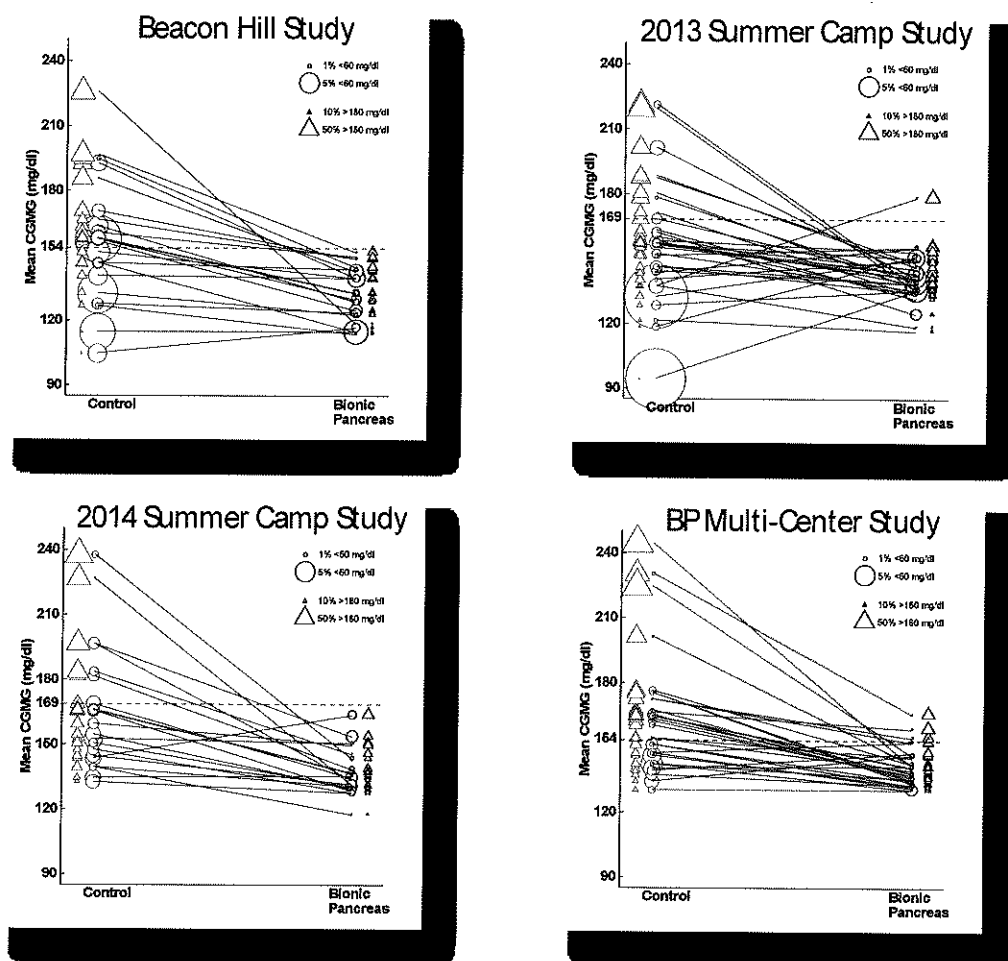 Beacon Hill Study
1% <60 mg/dl
5% <60 mg/dl
10% >180 mg/dl
50% >180 mg/dl
Mean CGMG (mg/dl)
240
210
180
154
120
90
Control
Bionic
Pancreas
2013 Summer Camp Study
1% <60 mg/dl
5% <60 mg/dl
10% >180 mg/dl
50% >180 mg/dl
Mean CGMG (mg/dl)
240
210
180
169
150
120
90
Control
Bionic
Pancreas
2014 Summer Camp Study
1% <60 mg/dl
5% <60 mg/dl
10% >180 mg/dl
50% >180 mg/dl
Mean CGMG (mg/dl)
240
210
180
169
150
120
90
Control
Bionic
Pancreas
BP Multi-Center Study
1% <60 mg/dl
5% <60 mg/dl
10% >180 mg/dl
50% >180 mg/dl
Mean CGMG (mg/dl)
240
210
180
164
130
120
90
Control
Bionic
Pancreas